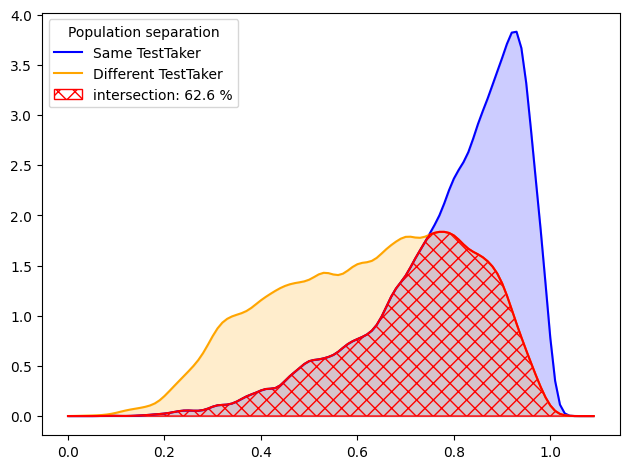 Population separation
Same TestTaker
Different TestTaker
intersection: 62.6 %
4.0
3.5
3.0
2.5
2.0
1.5
1.0
0.5
0.0
0.0 0.2 0.4 0.6 0.8 1.0